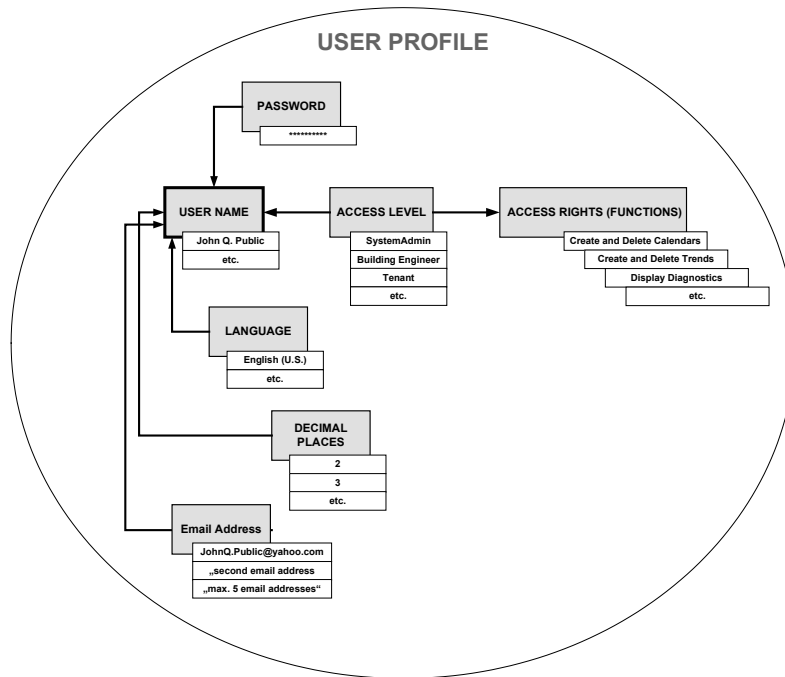 USER PROFILE
PASSWORD
**********
USER NAME
John Q. Public
etc.
ACCESS LEVEL
SystemAdmin
Building Engineer
Tenant
etc.
ACCESS RIGHTS (FUNCTIONS)
Create and Delete Calendars
Create and Delete Trends
Display Diagnostics
etc.
LANGUAGE
English (U.S.)
etc.
DECIMAL
PLACES
2
3
etc.
Email Address
JohnQ.Public@yahoo.com
„second email address
„max. 5 email addresses“